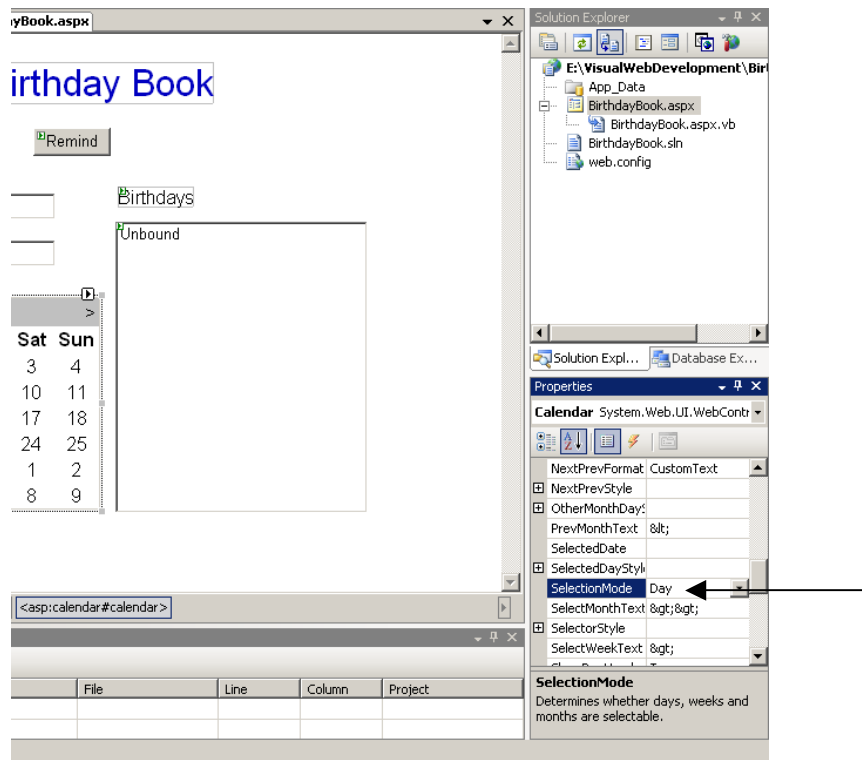 yBook.aspx
irthday Book
Remind
Birthdays
Unbound
>
Sat Sun
3 4
10 11
17 18
24 25
1 2
8 9
<asp:calendar#calendar>
File Line Column Project
Solution Explorer
E:\VisualWebDevelopment\Birt
App_Data
BirthdayBook.aspx
BirthdayBook.aspx.vb
BirthdayBook.sln
web.config
Solution Expl... Database Ex...
Properties
Calendar System.Web.UI.WebContr
NextPrevFormat CustomText
NextPrevStyle
OtherMonthDayS
PrevMonthText &lt;
SelectedDate
SelectedDayStyl
SelectionMode Day
SelectMonthText &gt;&gt;
SelectorStyle
SelectWeekText &gt;
SelectionMode
Determines whether days, weeks and
months are selectable.